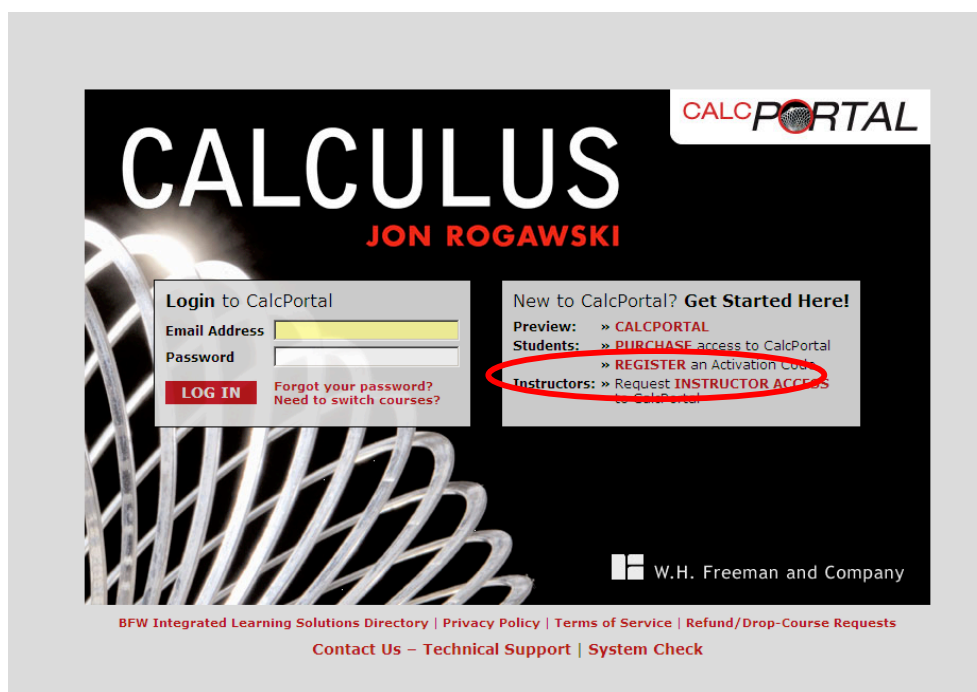 CALCPORTAL
CALCULUS
JON ROGAWSKI
Login to CalcPortal
Email Address
Password
LOG IN
Forgot your password?
Need to switch courses?
New to CalcPortal? Get Started Here!
Preview: » CALCPORTAL
Students: » PURCHASE access to CalcPortal
» REGISTER an Activation Code
Instructors: » Request INSTRUCTOR ACCESS
to CalcPortal
W.H. Freeman and Company
BFW Integrated Learning Solutions Directory | Privacy Policy | Terms of Service | Refund/Drop-Course Requests
Contact Us – Technical Support | System Check